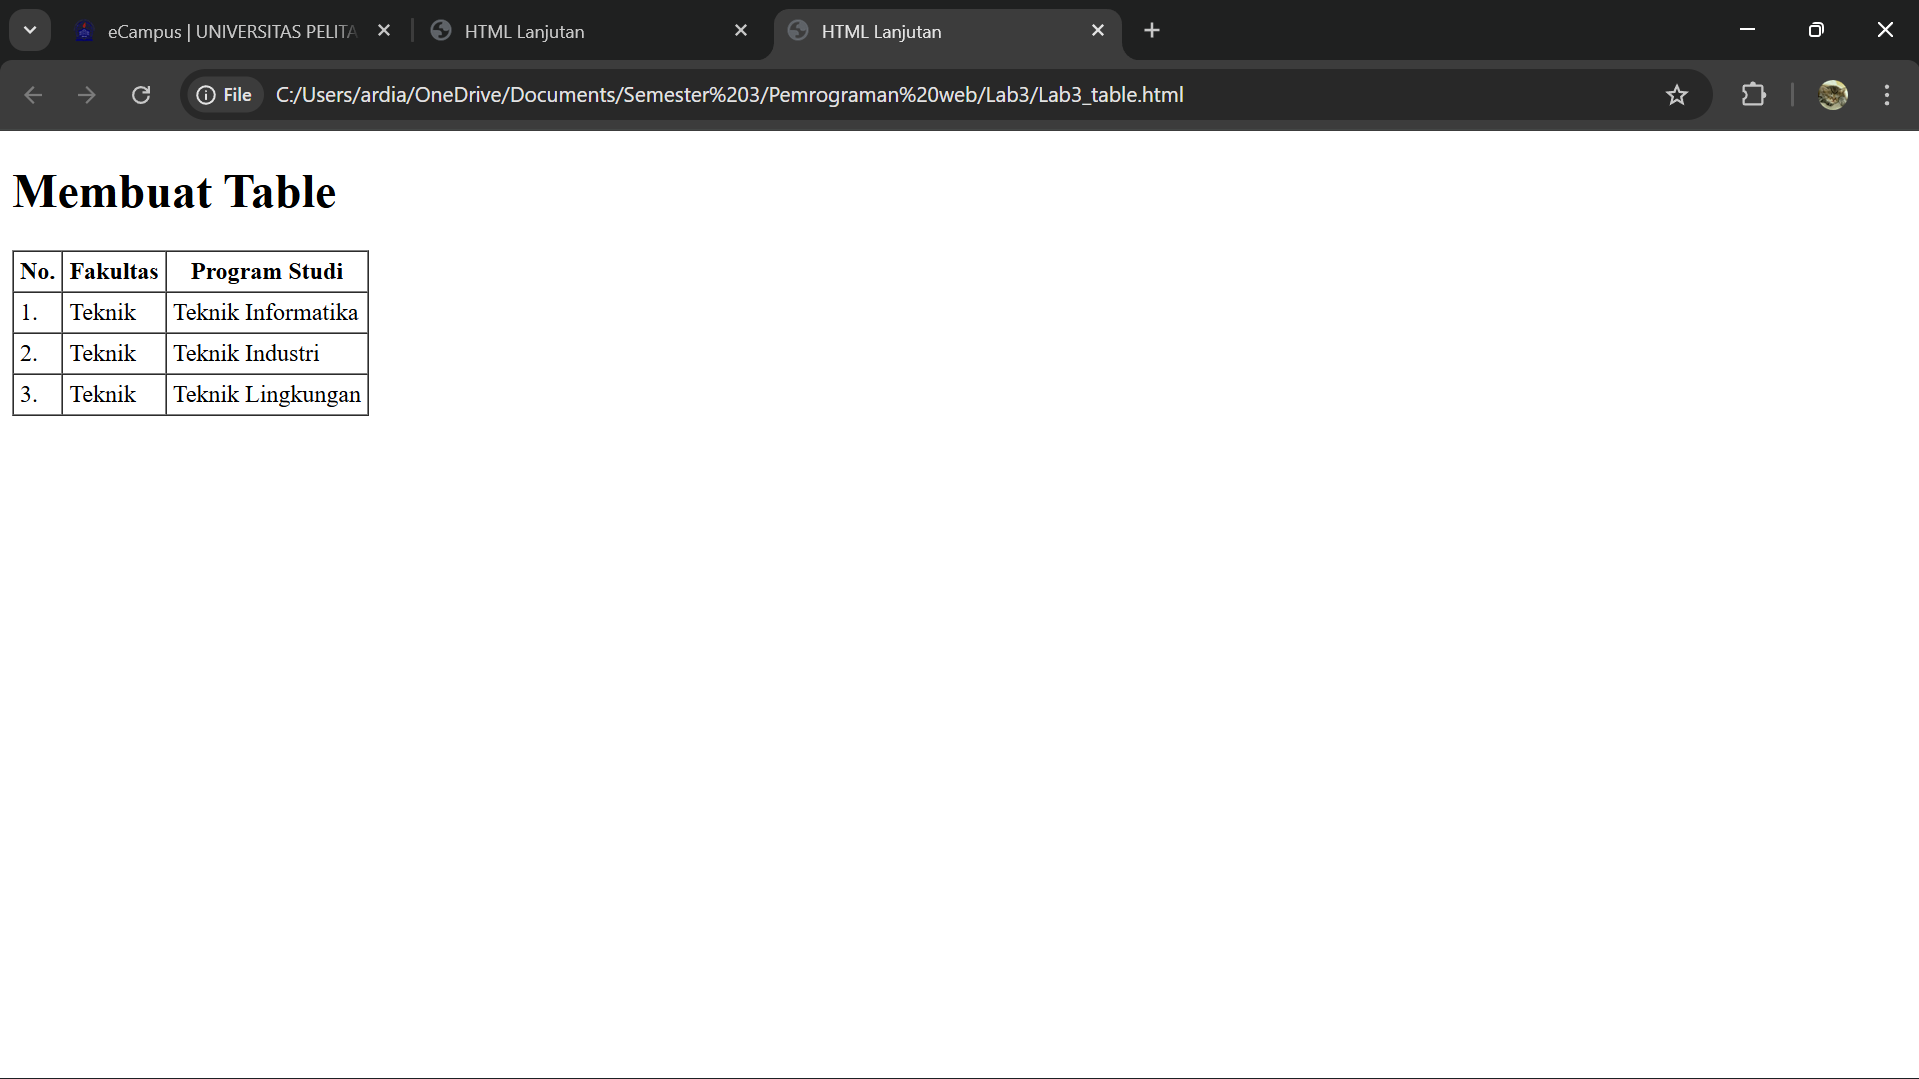 eCampus | UNIVERSITAS PELITA
HTML Lanjutan
HTML Lanjutan
File
C:/Users/ardia/OneDrive/Documents/Semester%203/Pemrograman%20web/Lab3/Lab3_table.html
Membuat Table
No. Fakultas Program Studi
1. Teknik Teknik Informatika
2. Teknik Teknik Industri
3. Teknik Teknik Lingkungan